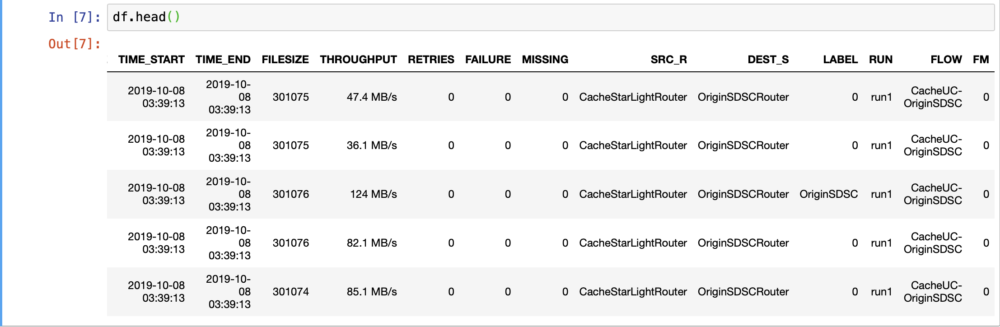 In [7]: df.head()
Out[7]:
TIME_START TIME_END FILESIZE THROUGHPUT RETRIES FAILURE MISSING SRC_R DEST_S LABEL RUN FLOW FM
2019-10-08 03:39:13 2019-10-08 03:39:13 301075 47.4 MB/s 0 0 0 CacheStarLightRouter OriginSDSCRouter 0 run1 CacheUC-OriginSDSC 0
2019-10-08 03:39:13 2019-10-08 03:39:13 301075 36.1 MB/s 0 0 0 CacheStarLightRouter OriginSDSCRouter 0 run1 CacheUC-OriginSDSC 0
2019-10-08 03:39:13 2019-10-08 03:39:13 301076 124 MB/s 0 0 0 CacheStarLightRouter OriginSDSCRouter OriginSDSC run1 CacheUC-OriginSDSC 0
2019-10-08 03:39:13 2019-10-08 03:39:13 301076 82.1 MB/s 0 0 0 CacheStarLightRouter OriginSDSCRouter 0 run1 CacheUC-OriginSDSC 0
2019-10-08 03:39:13 2019-10-08 03:39:13 301074 85.1 MB/s 0 0 0 CacheStarLightRouter OriginSDSCRouter 0 run1 CacheUC-OriginSDSC 0